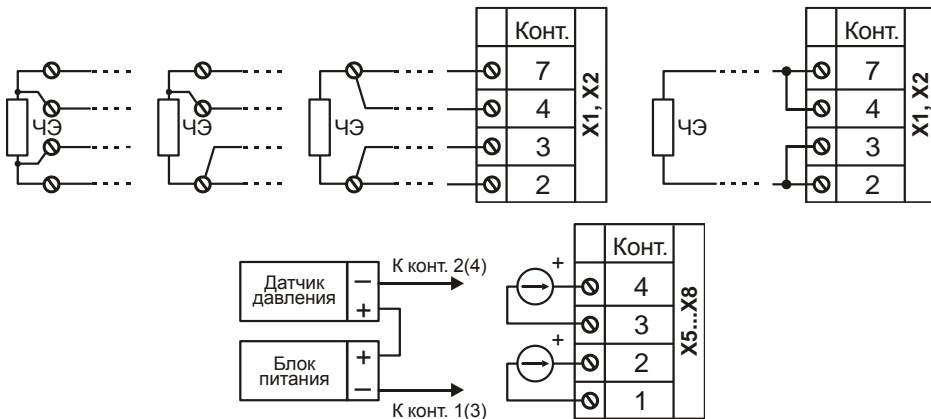 Конт.
7
4
3
2
X1, X2
ЧЭ
ЧЭ
ЧЭ
Конт.
7
4
3
2
X1, X2
ЧЭ
Датчик
давления
−
+
К конт. 2(4)
Блок
питания
+
−
К конт. 1(3)
+
+
Конт.
4
3
2
1
X5...X8